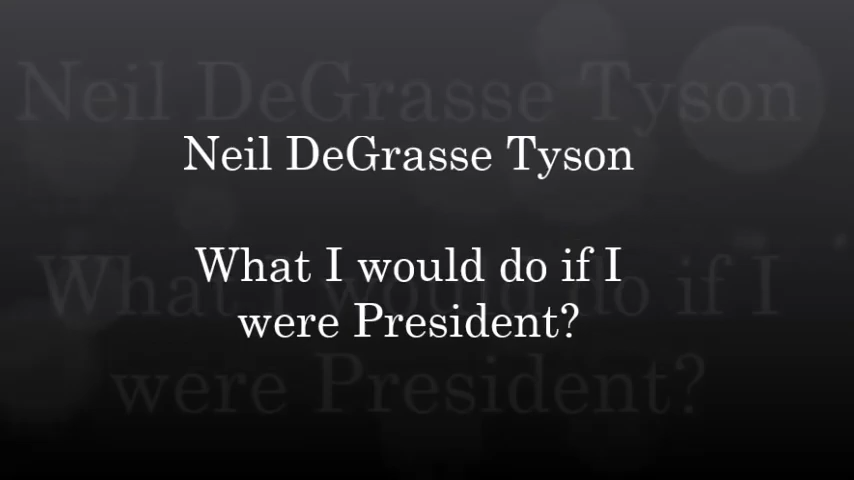 Neil DeGrasse Tyson
What I would do if I
were President?